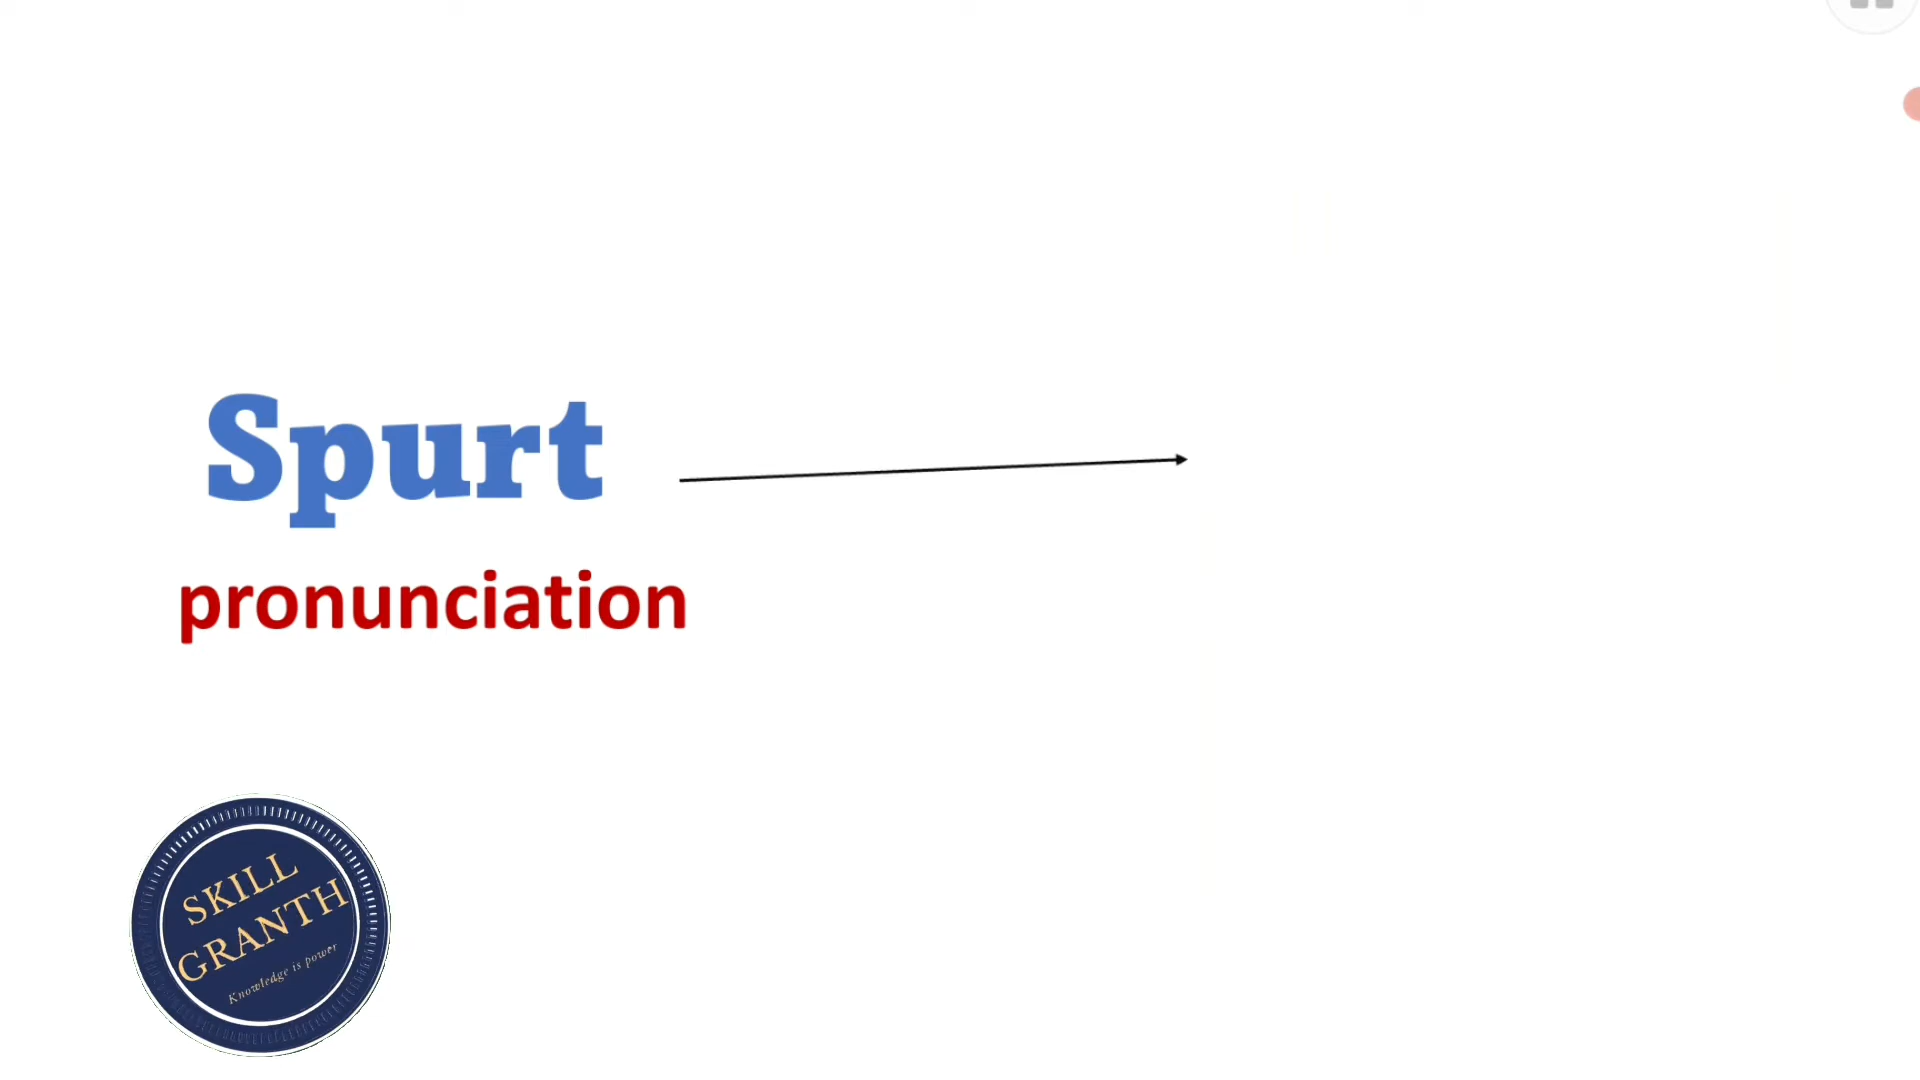 Spurt
pronunciation
SKILL
GRANTH
Knowledge is power